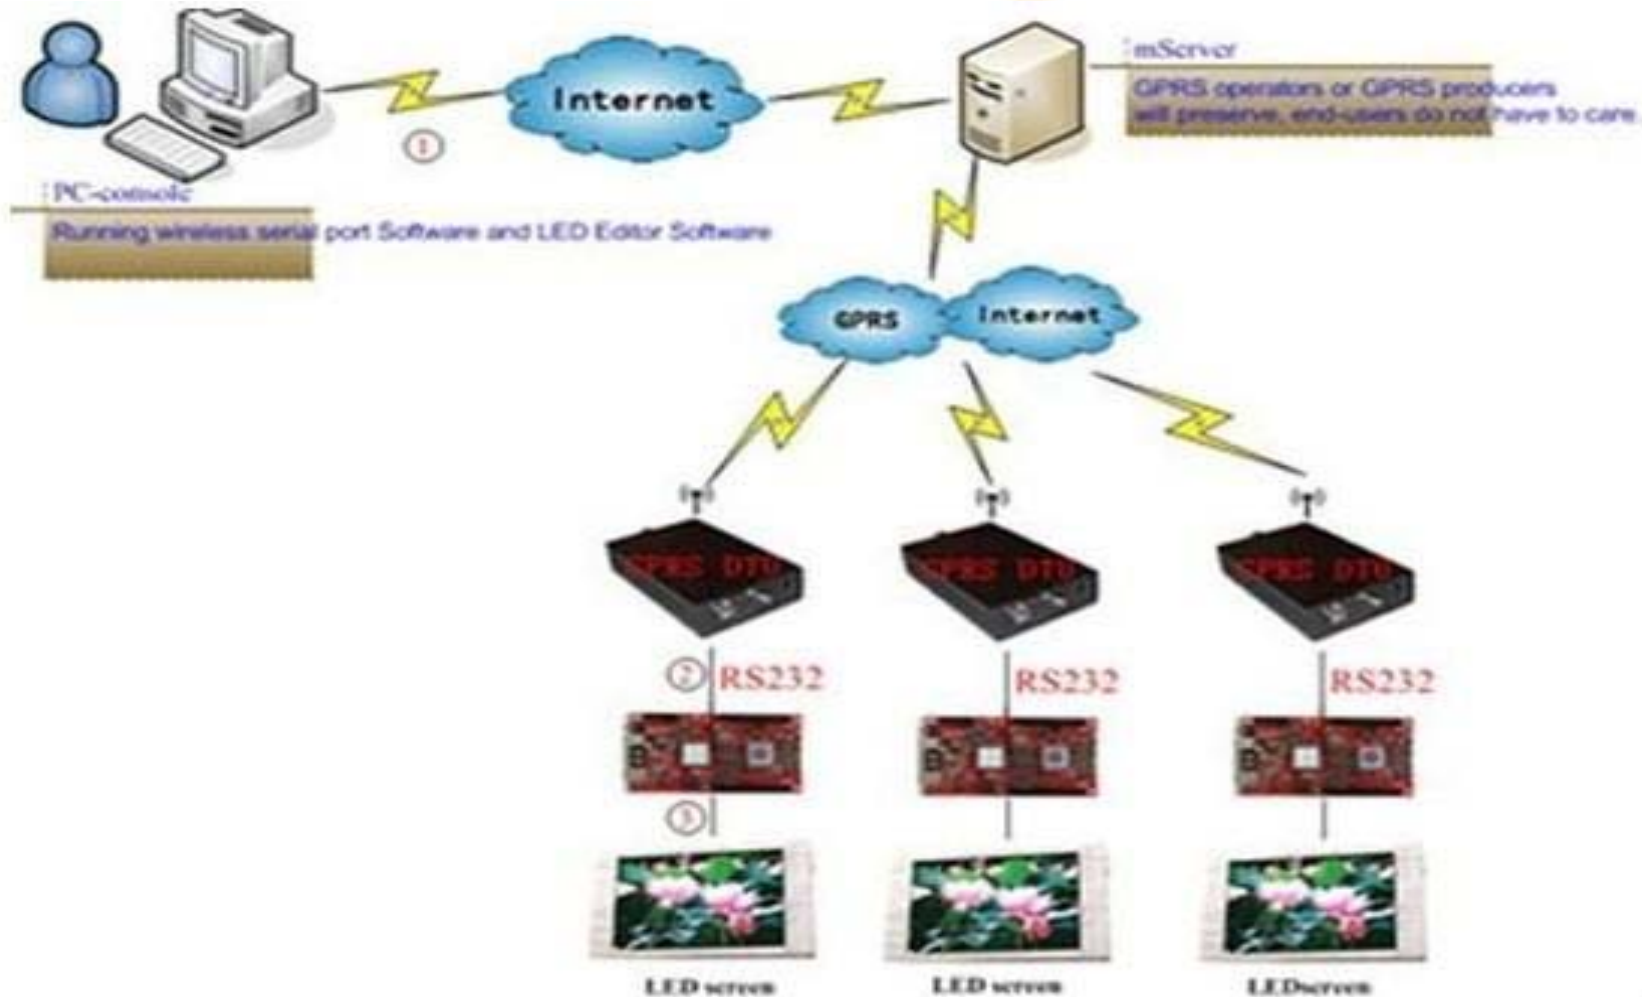 Internet
mServer
GPRS operators or GPRS producers
will preserve, end-users do not have to care.
①
PC-console
Running wireless serial port Software and LED Editor Software
GPRS
Internet
GPRS DTU
GPRS DTU
GPRS DTU
② RS232
RS232
RS232
③
LED screen
LED screen
LEDscreen